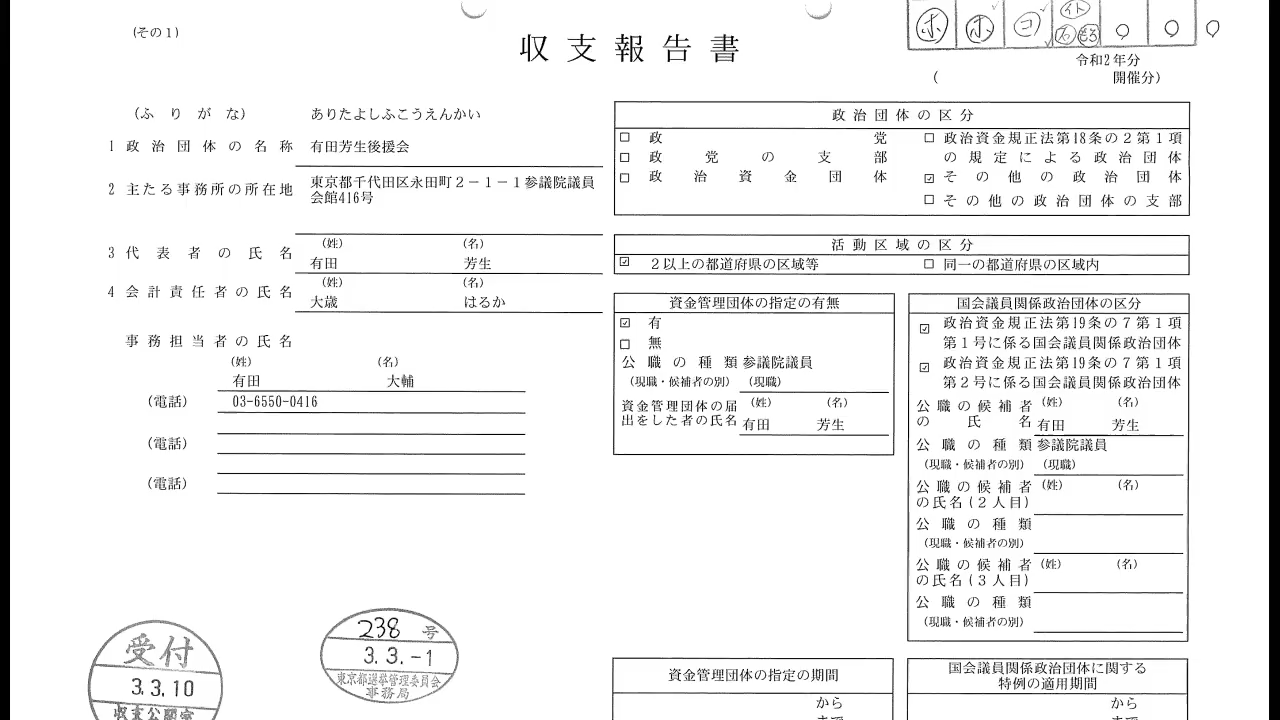 (その1)
収支報告書
ホ ホ ヨ イト
令和2年分
( 開催分)
(ふりがな) ありたよしふこうえんかい
1 政治団体の名称 有田芳生後援会
2 主たる事務所の所在地 東京都千代田区永田町2-1-1参議院議員
会館416号
3 代表者の氏名 (姓) (名)
有田 芳生
4 会計責任者の氏名 (姓) (名)
大歳 はるか
事務担当者の氏名
(姓) (名)
有田 大輔
(電話) 03-6550-0416
(電話)
(電話)
政治団体の区分
□ 政党 □ 政治資金規正法第18条の2第1項
□ 政党の支部 の規定による政治団体
□ 政治資金団体 ☑ その他の政治団体
□ その他の政治団体の支部
活動区域の区分
☑ 2以上の都道府県の区域等 □ 同一の都道府県の区域内
資金管理団体の指定の有無
☑ 有
□ 無
公職の種類 参議院議員
(現職・候補者の別) (現職)
資金管理団体の届 (姓) (名)
出をした者の氏名 有田 芳生
国会議員関係政治団体の区分
☑ 政治資金規正法第19条の7第1項
第1号に係る国会議員関係政治団体
☑ 政治資金規正法第19条の7第1項
第2号に係る国会議員関係政治団体
公職の候補者 (姓) (名)
の氏名 有田 芳生
公職の種類 参議院議員
(現職・候補者の別) (現職)
公職の候補者 (姓) (名)
の氏名(2人目)
公職の種類
(現職・候補者の別)
公職の候補者 (姓) (名)
の氏名(3人目)
公職の種類
(現職・候補者の別)
受付
3.3.10
収支公開室
238 号
3.3.-1
東京都選挙管理委員会
事務局
資金管理団体の指定の期間
から
まで
国会議員関係政治団体に関する
特例の適用期間
から
まで